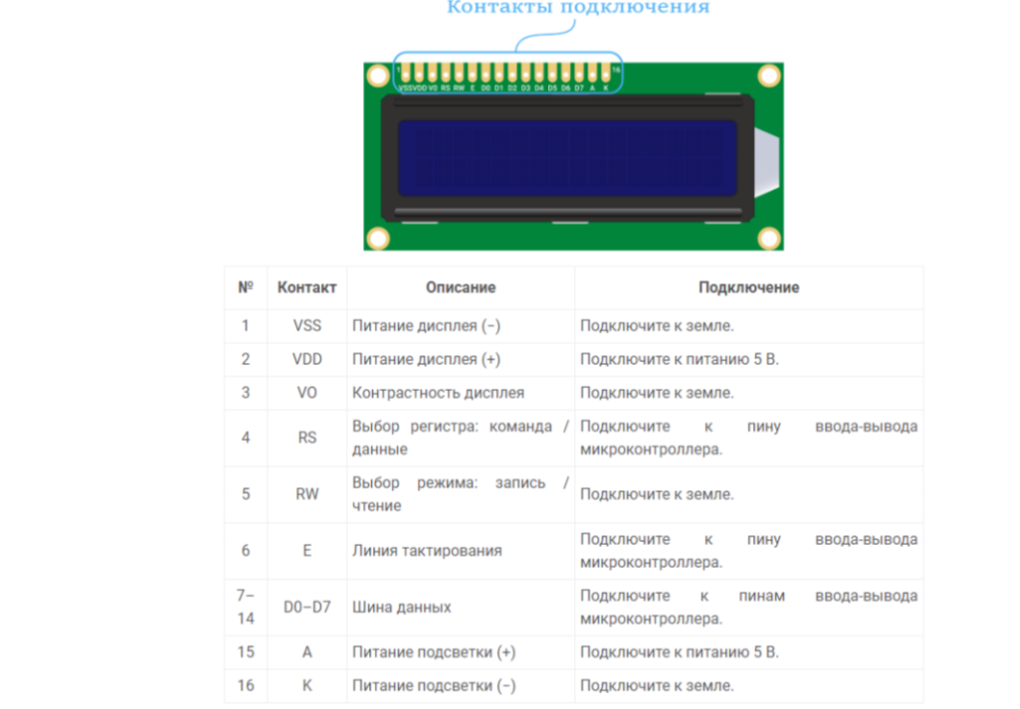 Контакты подключения
1 16
VSS VDD VO RS RW E D0 D1 D2 D3 D4 D5 D6 D7 A K
№ Контакт Описание Подключение
1 VSS Питание дисплея (−) Подключите к земле.
2 VDD Питание дисплея (+) Подключите к питанию 5 В.
3 VO Контрастность дисплея Подключите к земле.
4 RS Выбор регистра: команда / Подключите к пину ввода-вывода
данные микроконтроллера.
5 RW Выбор режима: запись / Подключите к земле.
чтение
6 E Линия тактирования Подключите к пину ввода-вывода
микроконтроллера.
7– D0–D7 Шина данных Подключите к пинам ввода-вывода
14 микроконтроллера.
15 A Питание подсветки (+) Подключите к питанию 5 В.
16 K Питание подсветки (−) Подключите к земле.